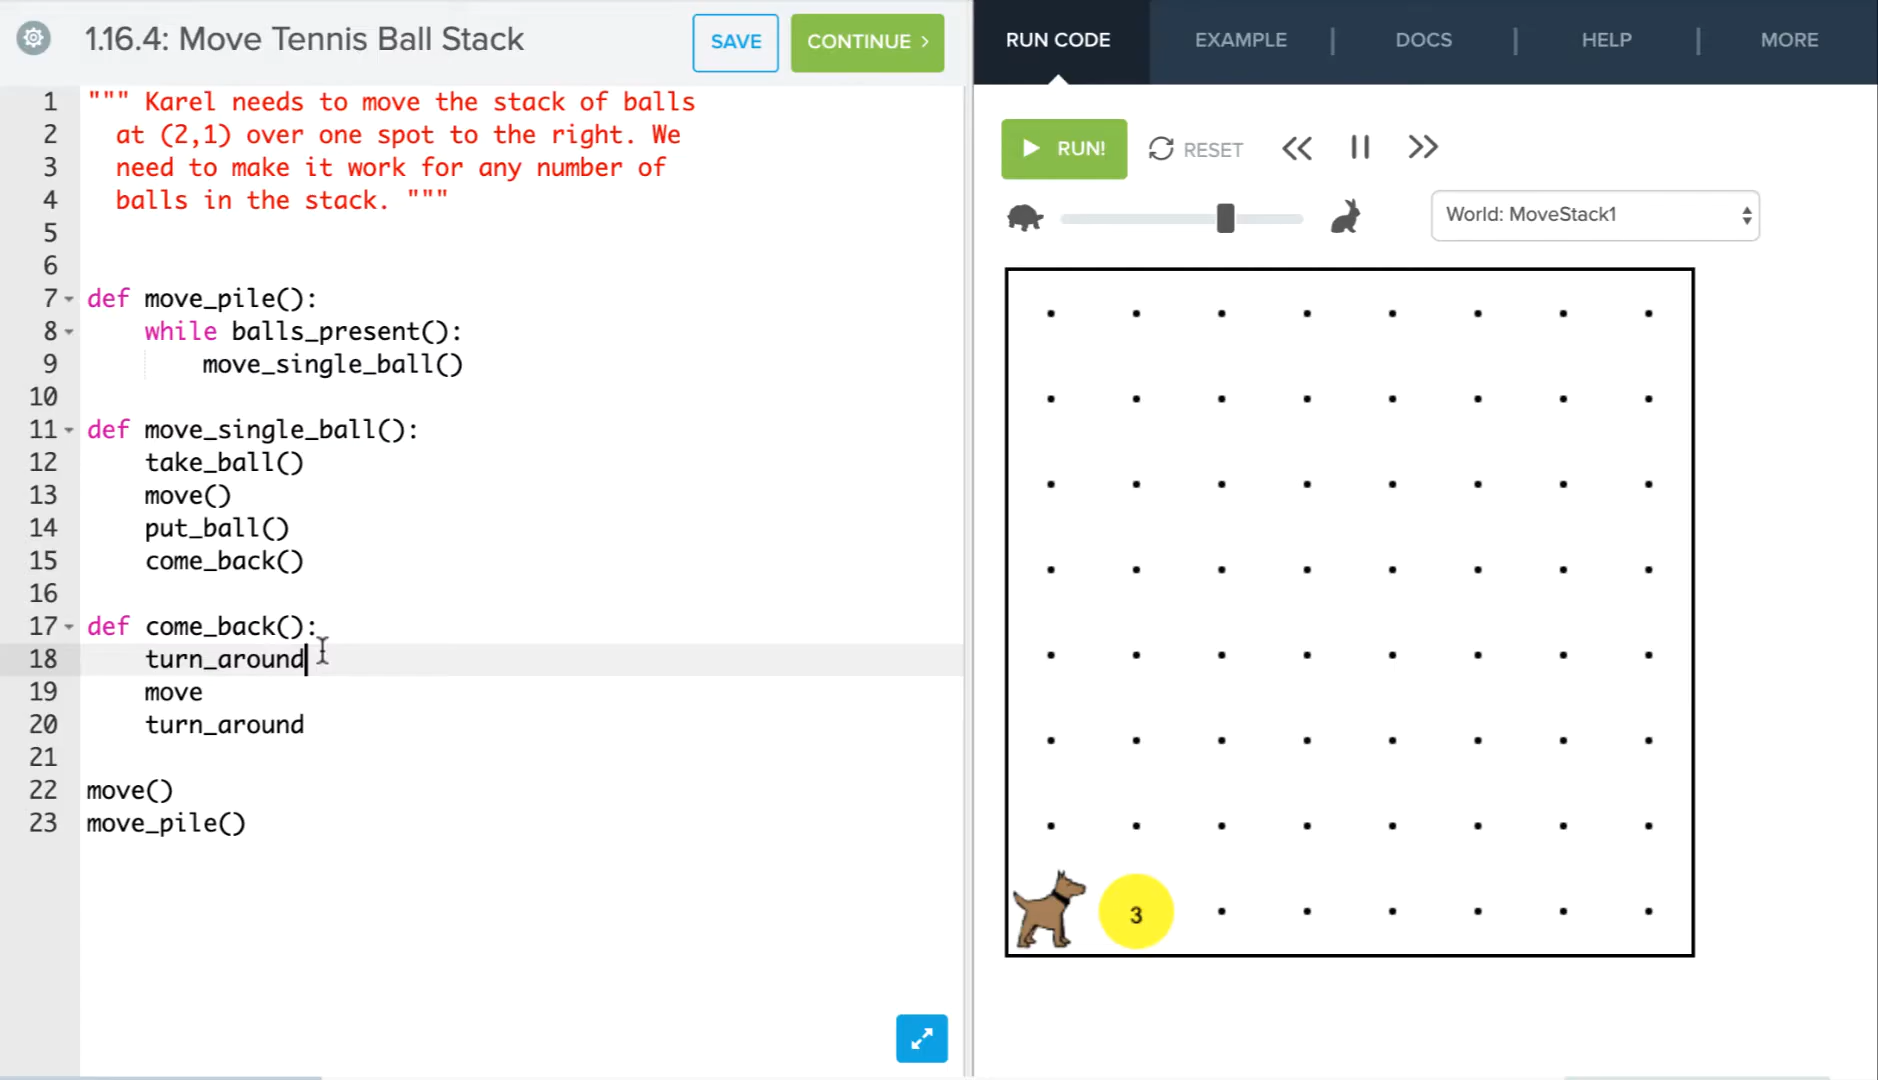 1.16.4: Move Tennis Ball Stack
SAVE
CONTINUE >
RUN CODE
EXAMPLE
DOCS
HELP
MORE
1 """ Karel needs to move the stack of balls
2 at (2,1) over one spot to the right. We
3 need to make it work for any number of
4 balls in the stack. """
5
6
7 def move_pile():
8 while balls_present():
9 move_single_ball()
10
11 def move_single_ball():
12 take_ball()
13 move()
14 put_ball()
15 come_back()
16
17 def come_back():
18 turn_around
19 move
20 turn_around
21
22 move()
23 move_pile()
RUN!
RESET
World: MoveStack1
3